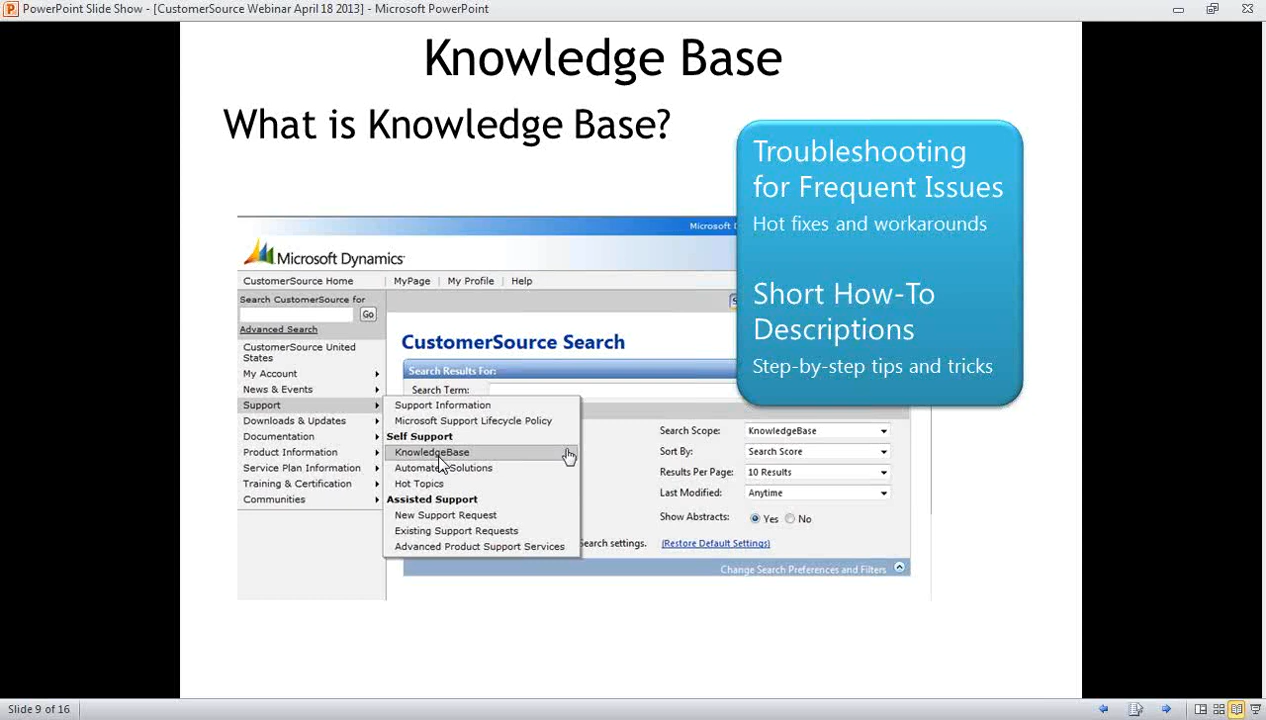 PowerPoint Slide Show - [CustomerSource Webinar April 18 2013] - Microsoft PowerPoint
Knowledge Base
What is Knowledge Base?
Troubleshooting
for Frequent Issues
Hot fixes and workarounds
Short How-To
Descriptions
Step-by-step tips and tricks
Microsoft D
Microsoft Dynamics
CustomerSource Home
MyPage
My Profile
Help
Search CustomerSource for
Go
Advanced Search
CustomerSource United
States
My Account
News & Events
Support
Downloads & Updates
Documentation
Product Information
Service Plan Information
Training & Certification
Communities
CustomerSource Search
Search Results For:
Search Term:
Support Information
Microsoft Support Lifecycle Policy
Self Support
KnowledgeBase
Automated Solutions
Hot Topics
Assisted Support
New Support Request
Existing Support Requests
Advanced Product Support Services
Search Scope: KnowledgeBase
Sort By: Search Score
Results Per Page: 10 Results
Last Modified: Anytime
Show Abstracts: Yes No
Search settings. (Restore Default Settings)
Change Search Preferences and Filters
Slide 9 of 16